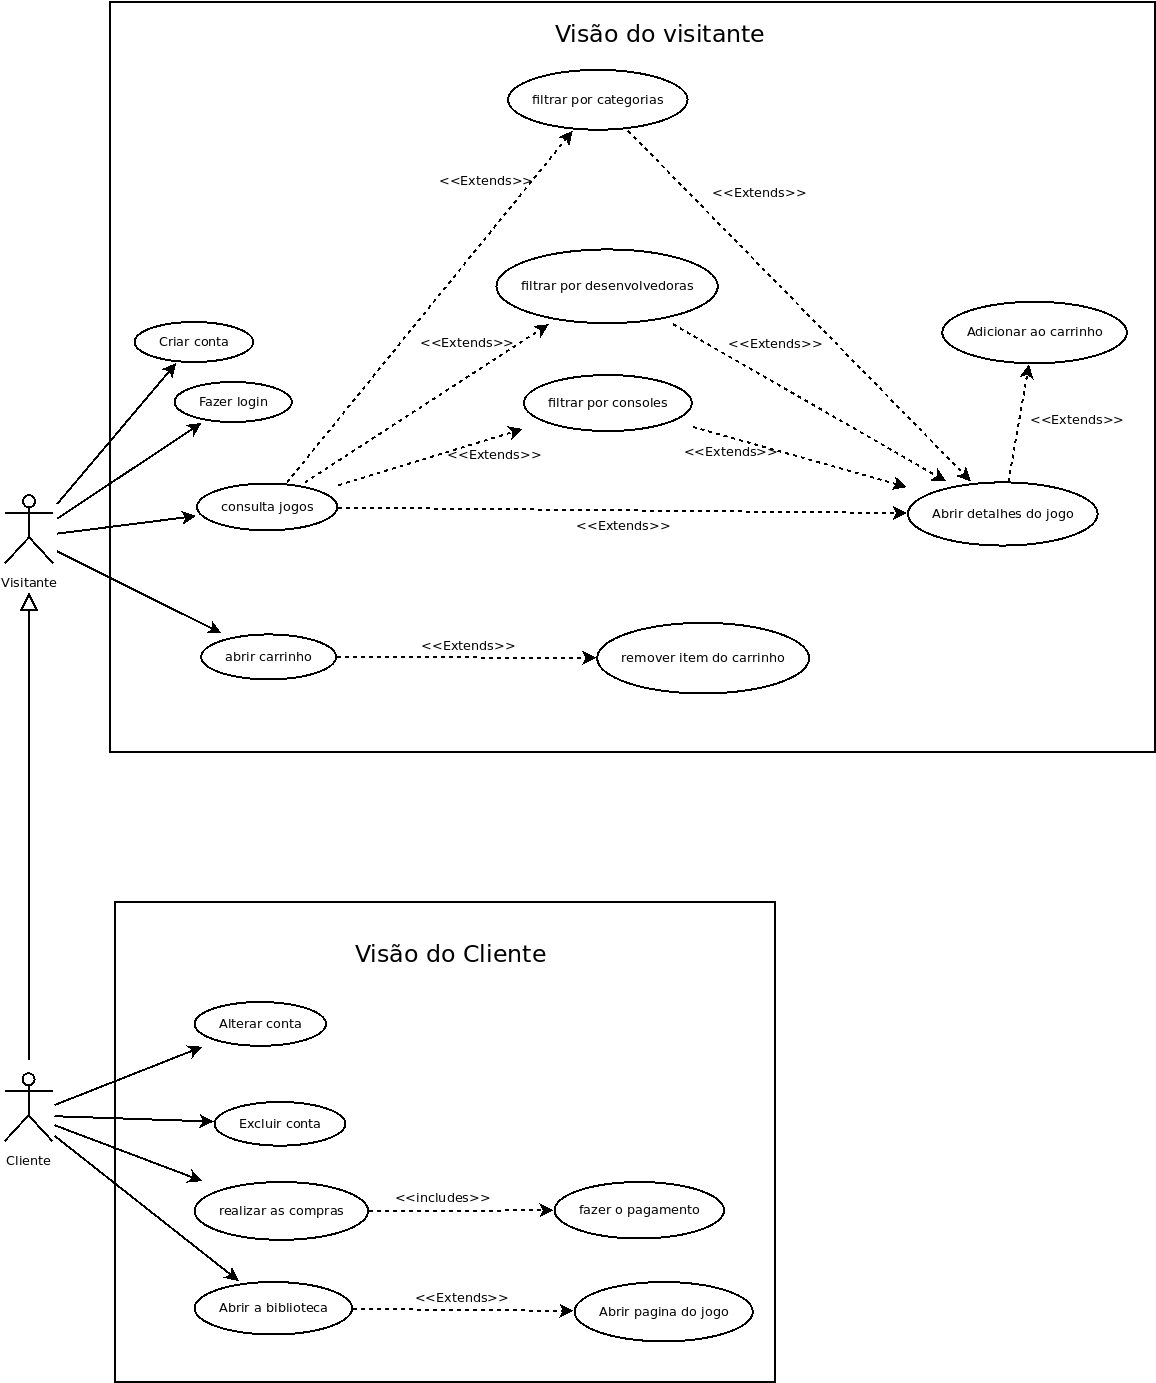 Visão do visitante
filtrar por categorias
<<Extends>>
<<Extends>>
filtrar por desenvolvedoras
Adicionar ao carrinho
Criar conta
<<Extends>>
<<Extends>>
Fazer login
filtrar por consoles
<<Extends>>
<<Extends>>
<<Extends>>
consulta jogos
Abrir detalhes do jogo
<<Extends>>
Visitante
<<Extends>>
abrir carrinho
remover item do carrinho
Visão do Cliente
Alterar conta
Excluir conta
Cliente
<<includes>>
realizar as compras
fazer o pagamento
<<Extends>>
Abrir a biblioteca
Abrir pagina do jogo